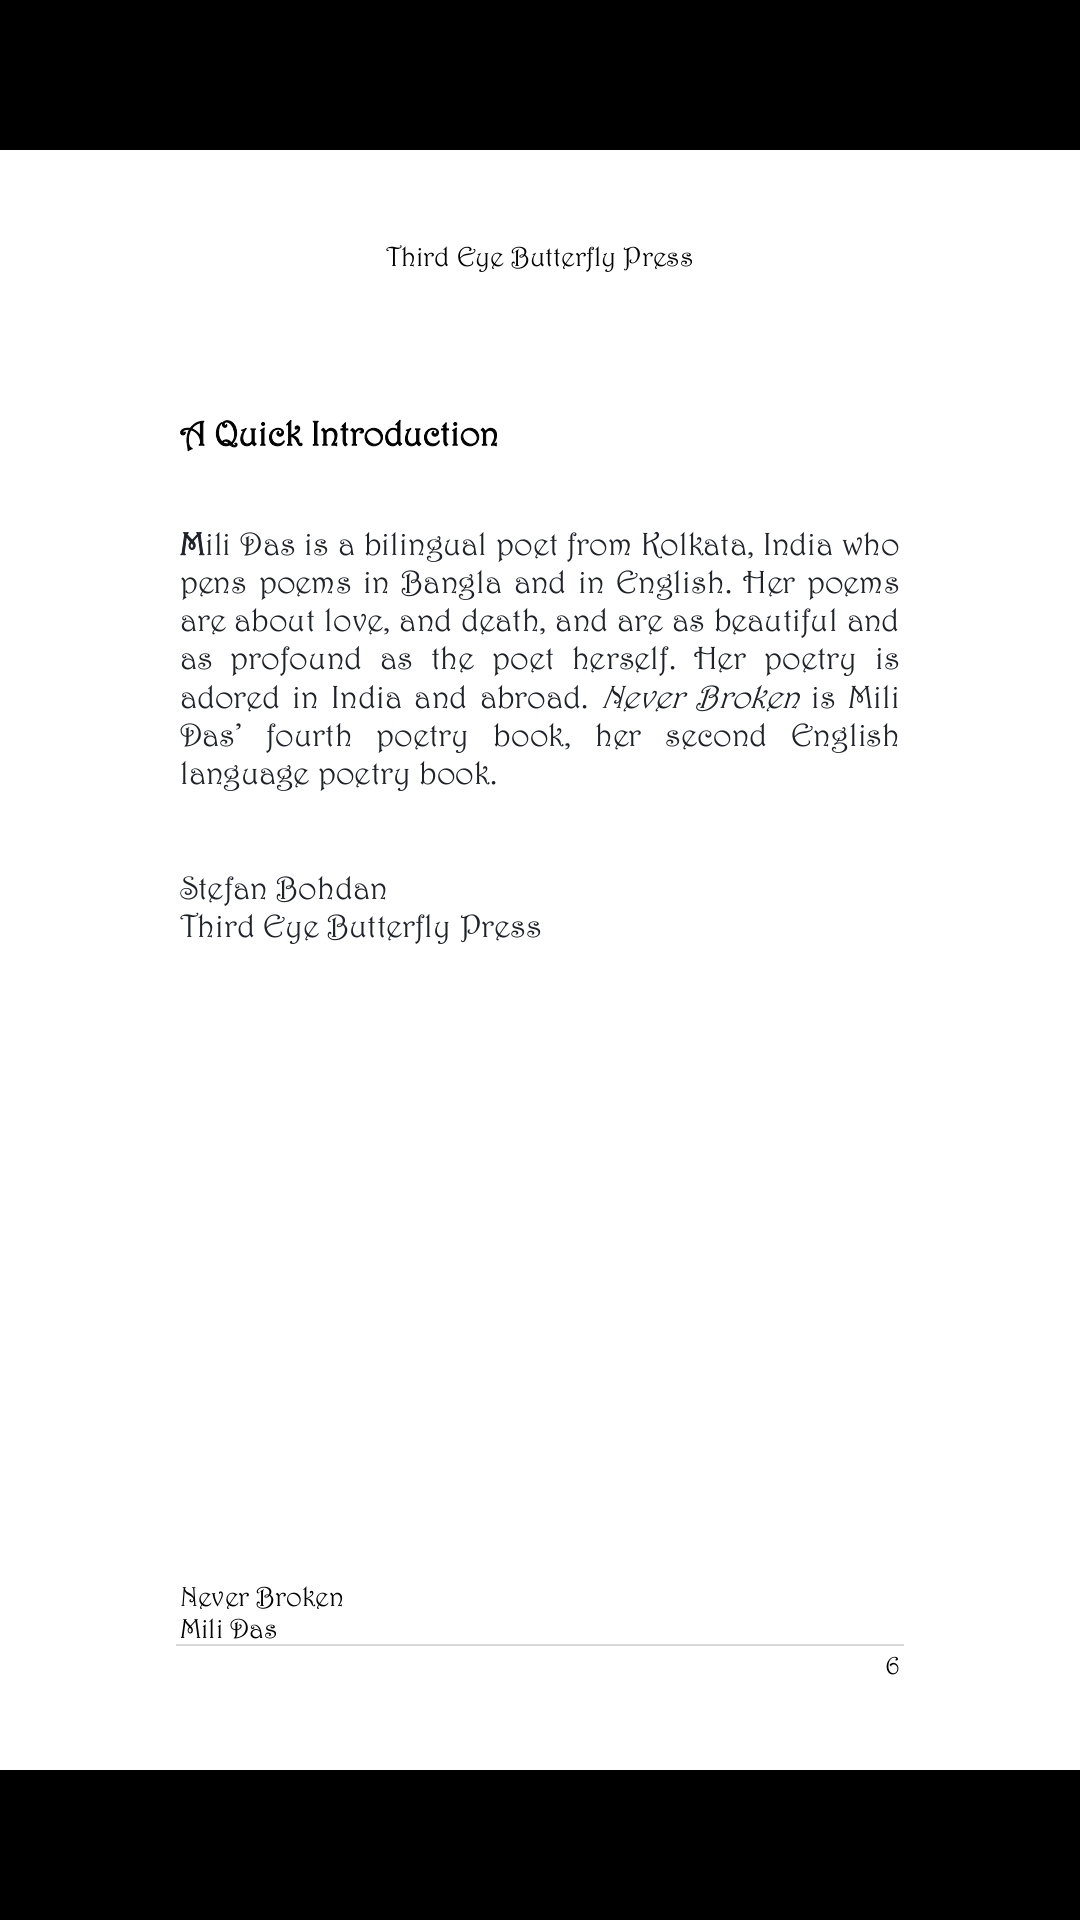 Third Eye Butterfly Press
A Quick Introduction
Mili Das is a bilingual poet from Kolkata, India who
pens poems in Bangla and in English. Her poems
are about love, and death, and are as beautiful and
as profound as the poet herself. Her poetry is
adored in India and abroad. Never Broken is Mili
Das’ fourth poetry book, her second English
language poetry book.
Stefan Bohdan
Third Eye Butterfly Press
Never Broken
Mili Das
6